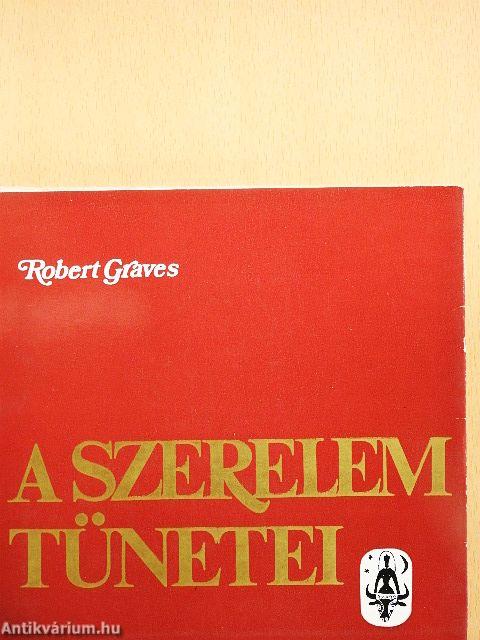 Robert Graves
A SZERELEM
TÜNETEI
Antikvárium.hu